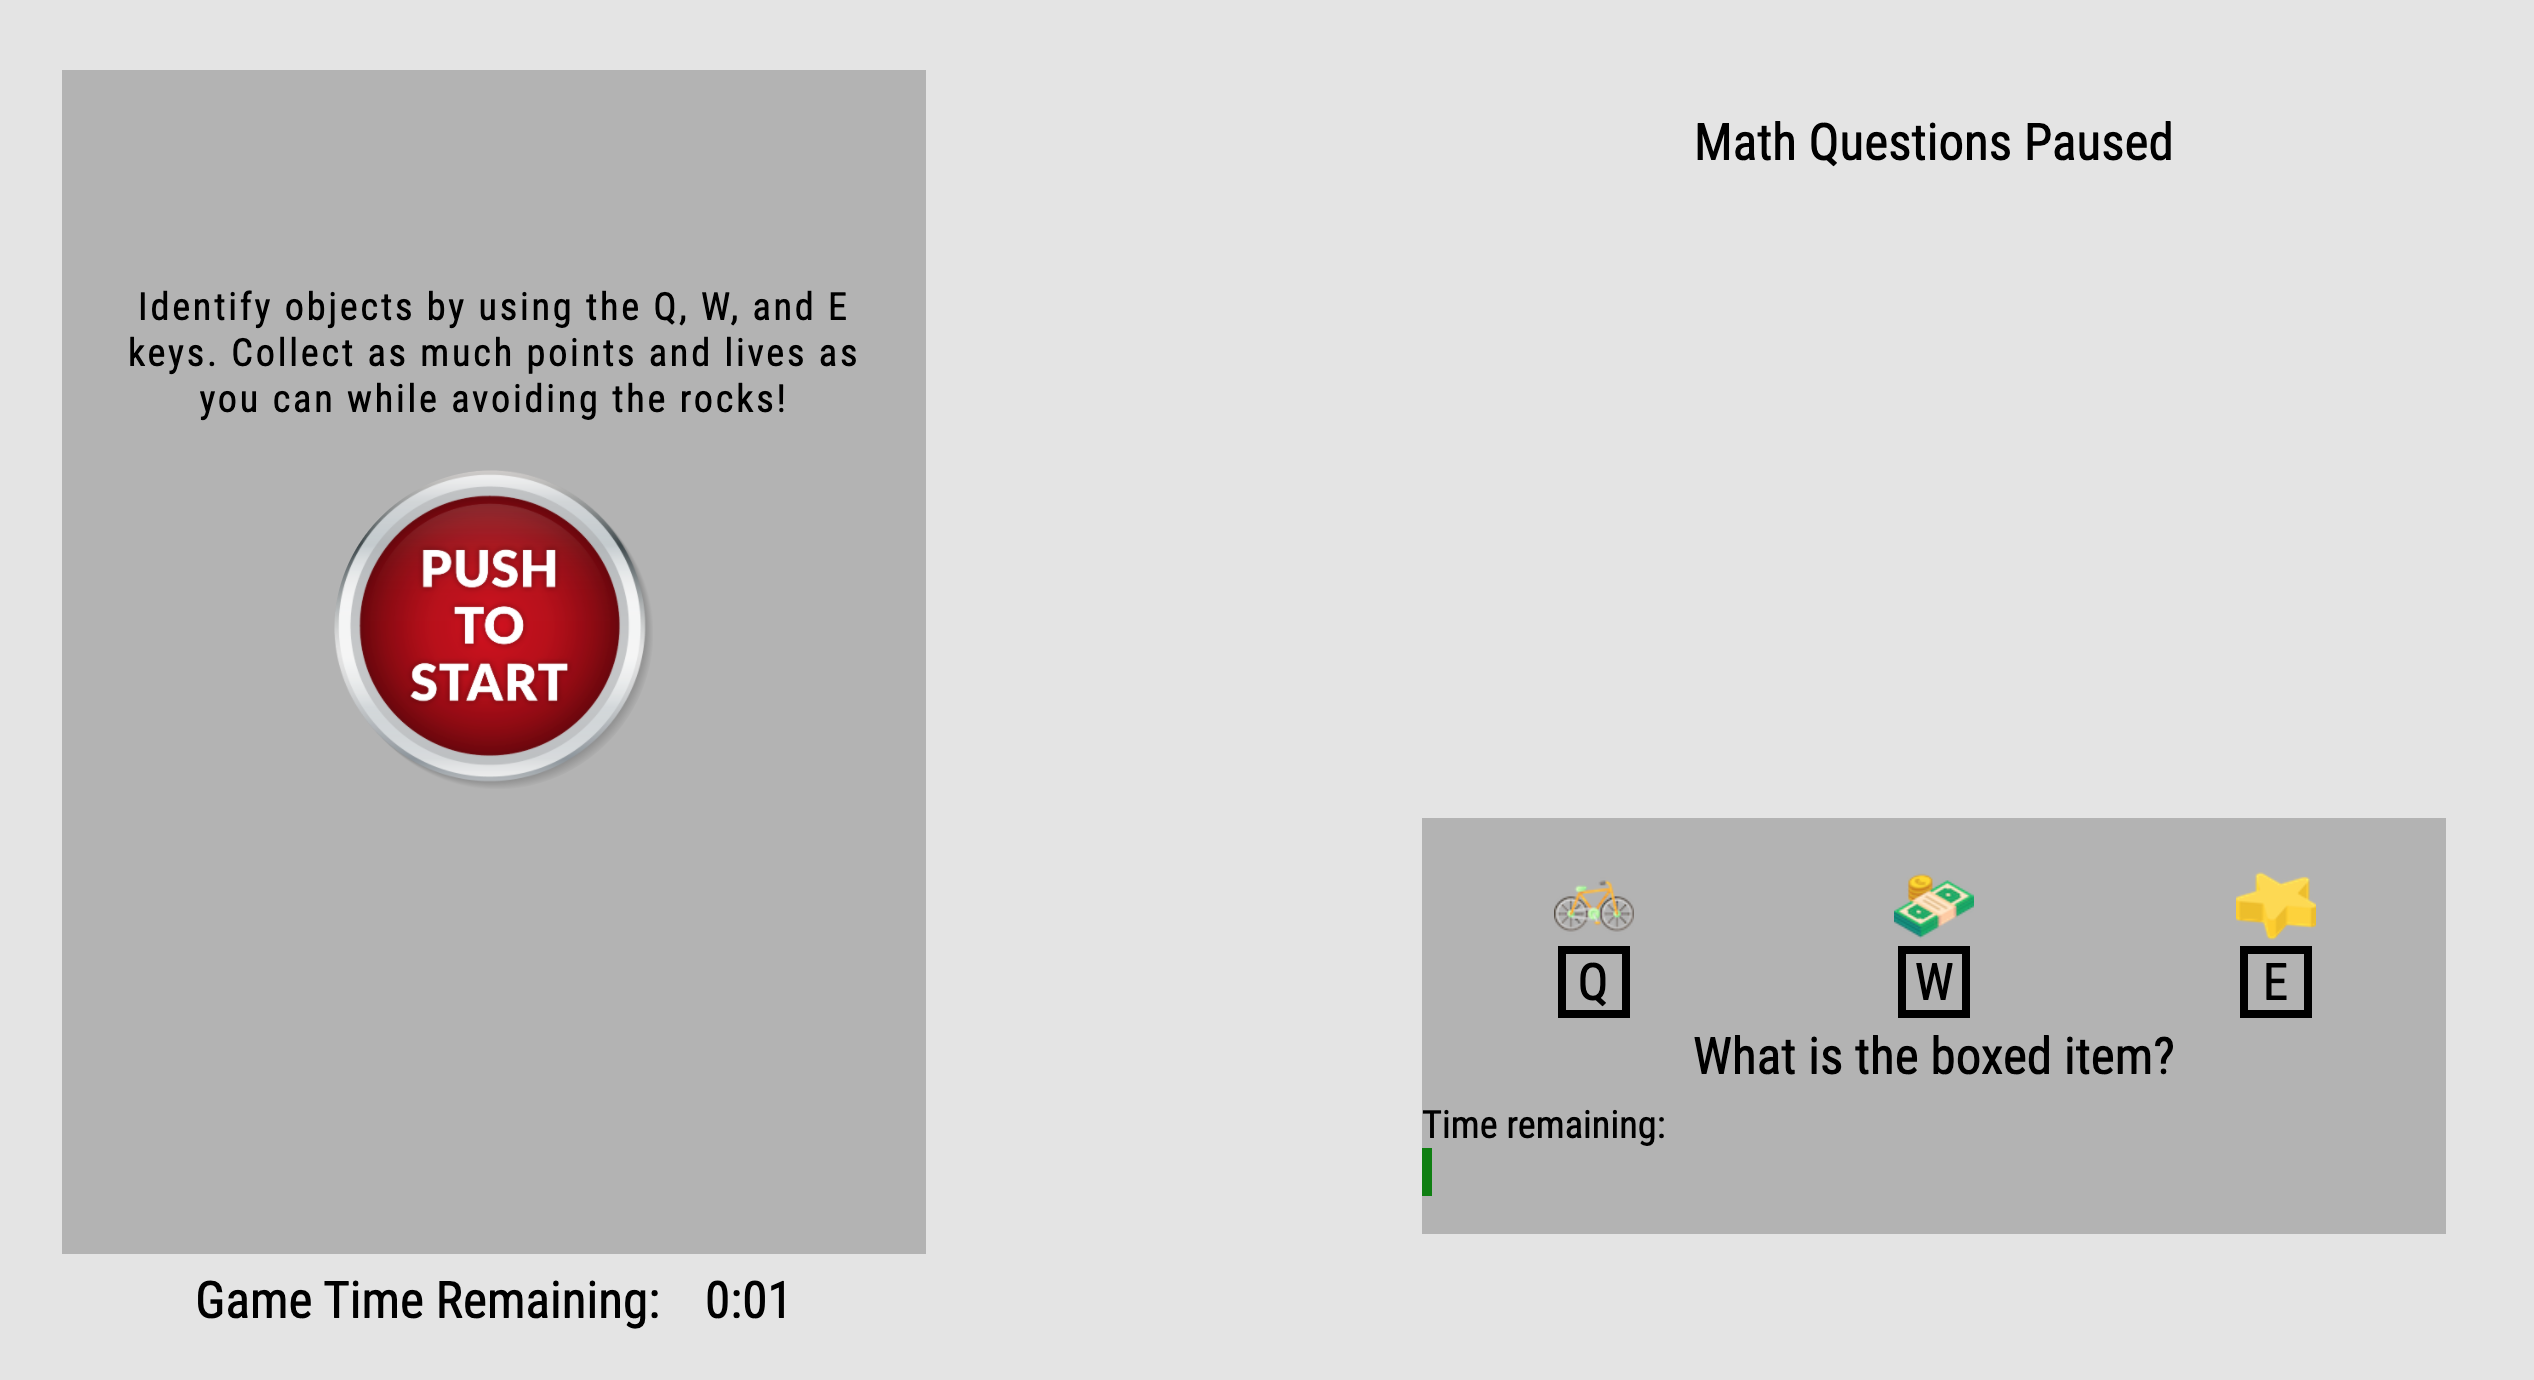 Identify objects by using the Q, W, and E
keys. Collect as much points and lives as
you can while avoiding the rocks!
PUSH
TO
START
Game Time Remaining: 0:01
Math Questions Paused
Q W E
What is the boxed item?
Time remaining: